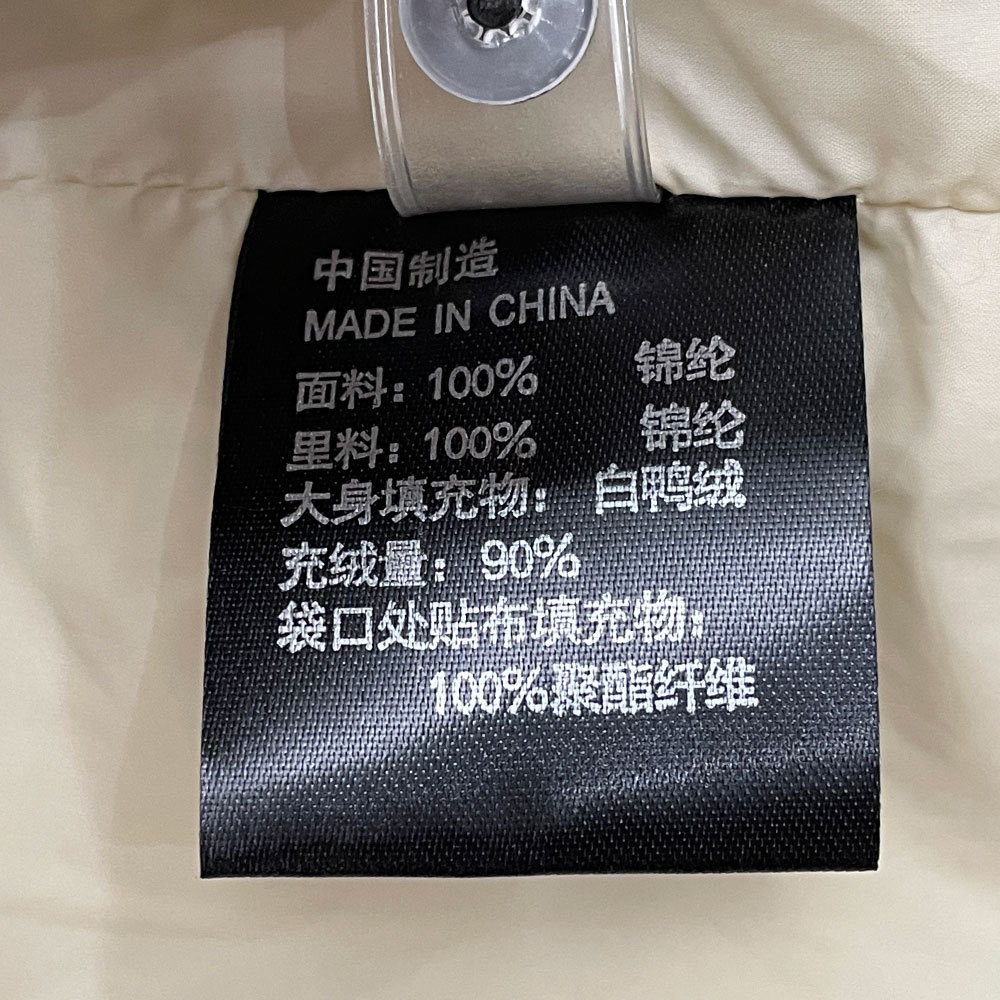 中国制造
MADE IN CHINA
面料: 100% 锦纶
里料: 100% 锦纶
大身填充物: 白鸭绒
充绒量: 90%
袋口处贴布填充物:
100%聚酯纤维